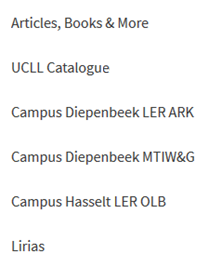 Articles, Books & More
UCLL Catalogue
Campus Diepenbeek LER ARK
Campus Diepenbeek MTIW&G
Campus Hasselt LER OLB
Lirias